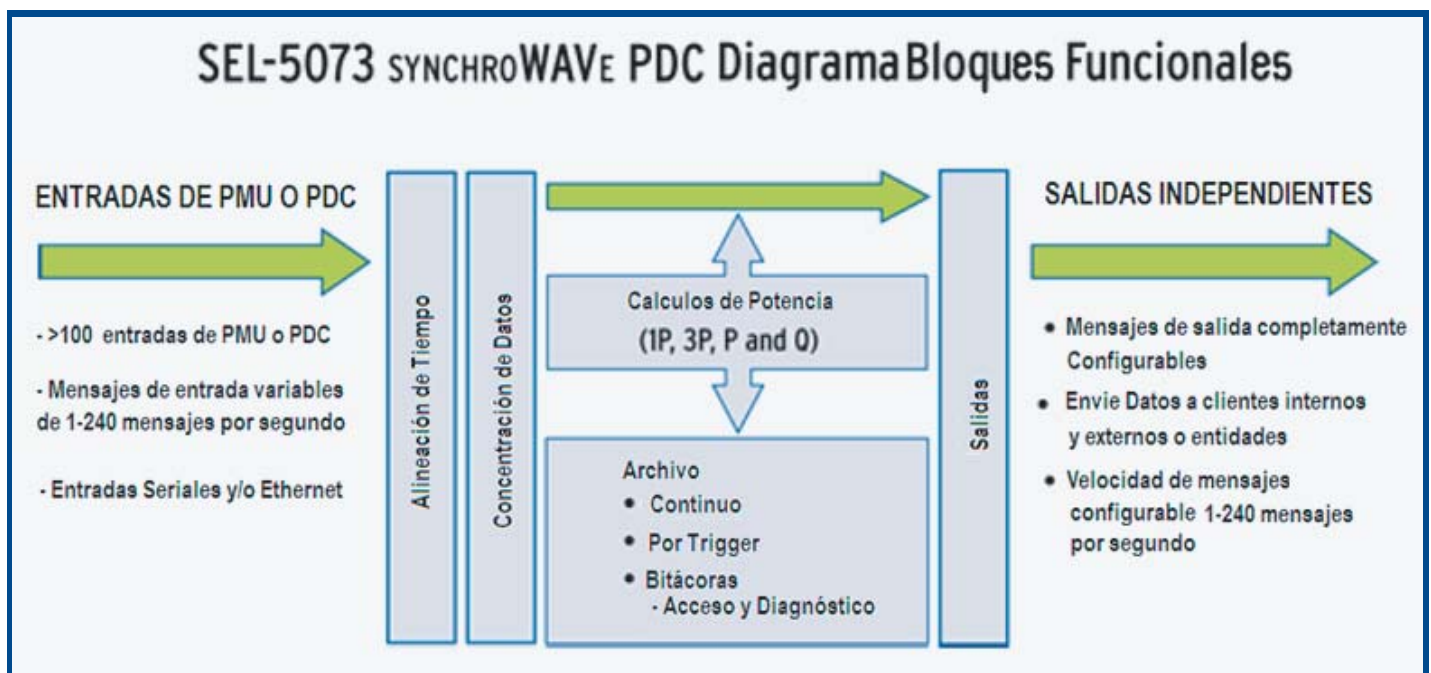 SEL-5073 SYNCHROWAVE PDC Diagrama Bloques Funcionales
ENTRADAS DE PMU O PDC
- >100 entradas de PMU o PDC
- Mensajes de entrada variables
de 1-240 mensajes por segundo
- Entradas Seriales y/o Ethernet
Alineación de Tiempo
Concentración de Datos
Calculos de Potencia
(1P, 3P, P and Q)
Archivo
• Continuo
• Por Trigger
• Bitácoras
- Acceso y Diagnóstico
Salidas
SALIDAS INDEPENDIENTES
• Mensajes de salida completamente
Configurables
• Envie Datos a clientes internos
y externos o entidades
• Velocidad de mensajes
configurable 1-240 mensajes
por segundo